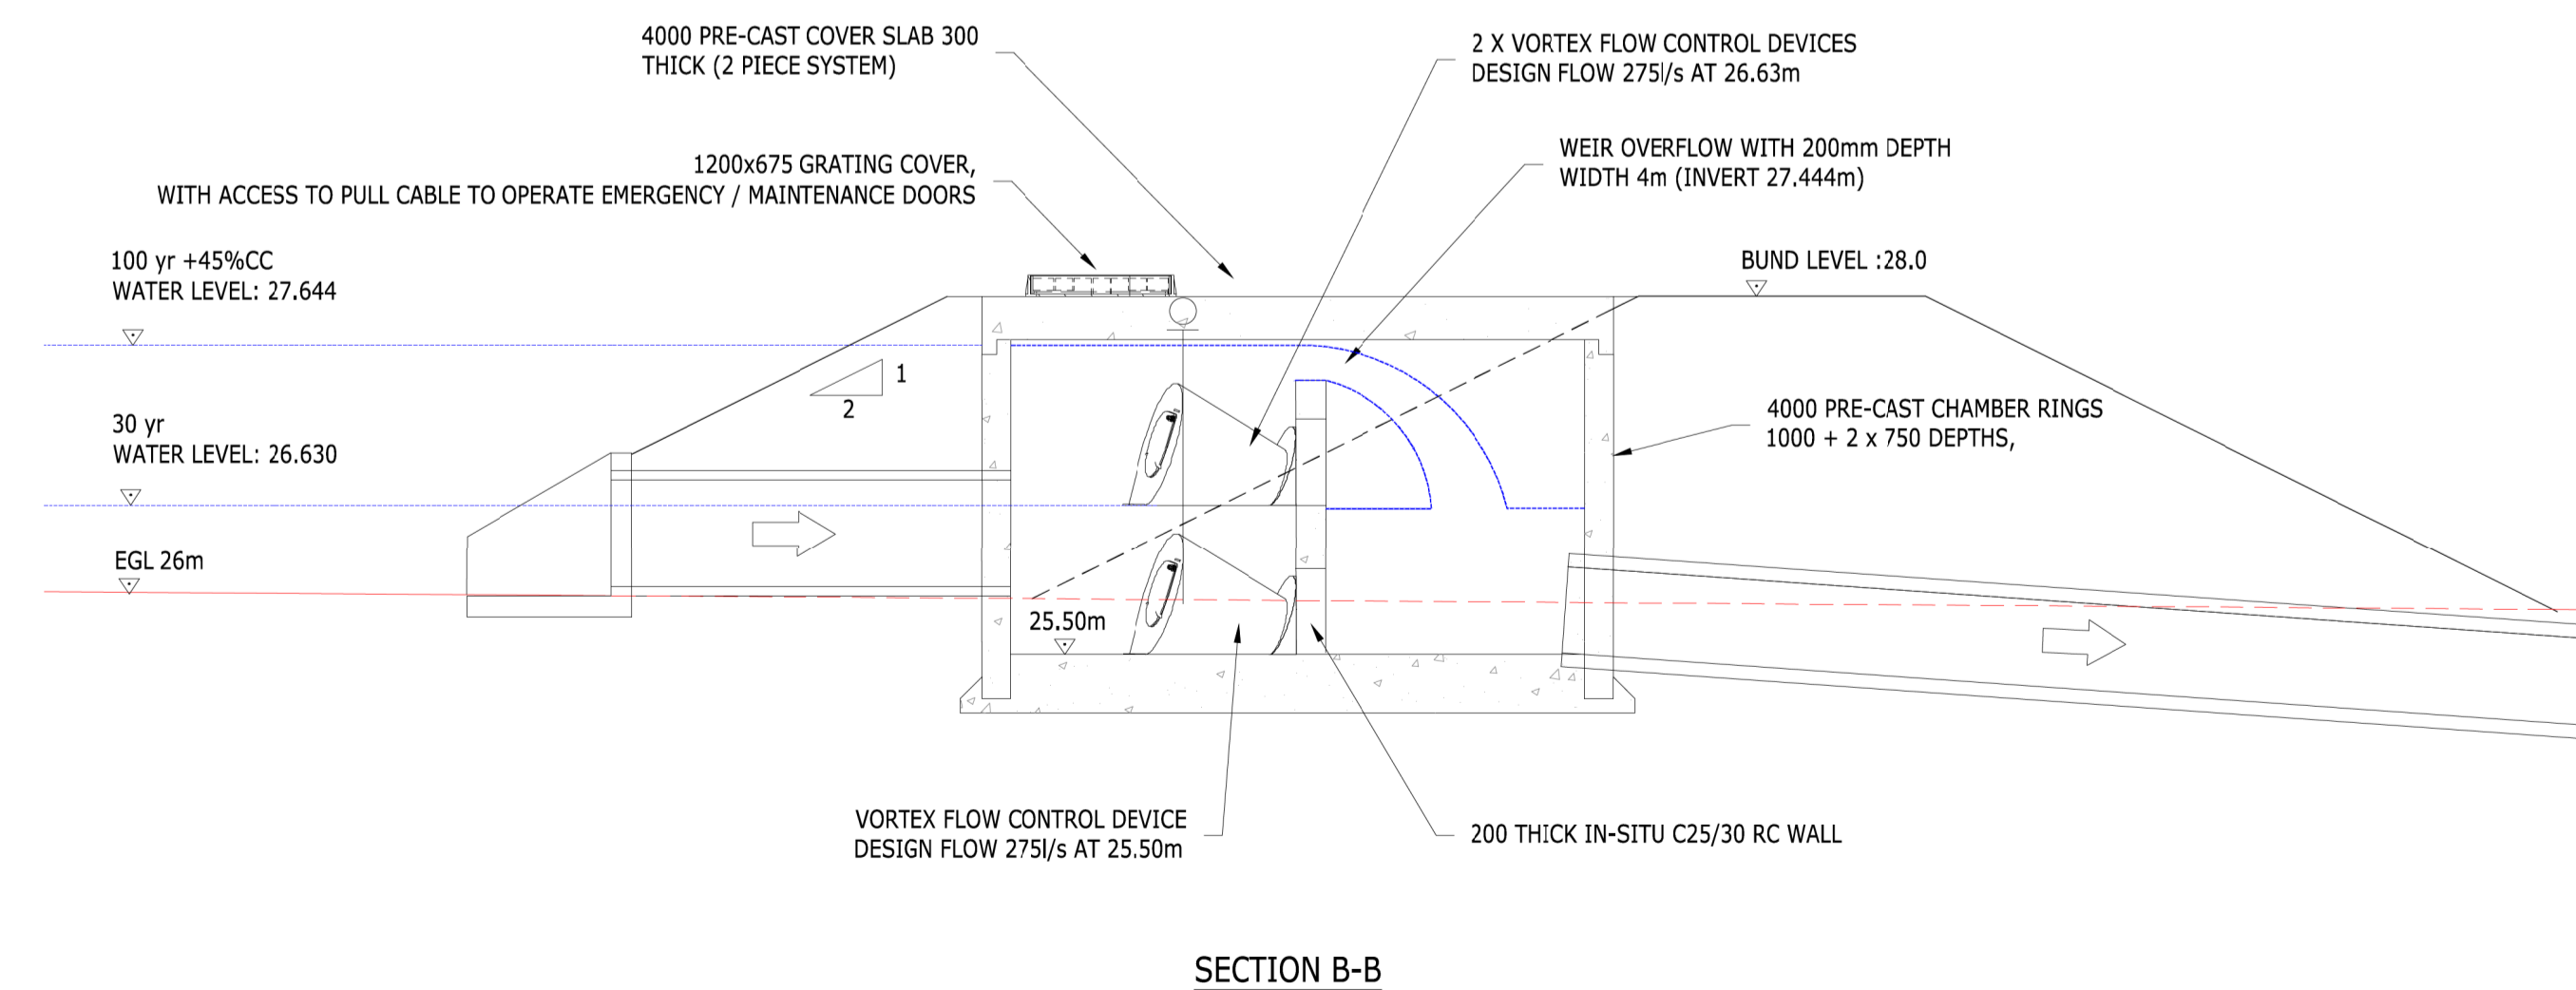 4000 PRE-CAST COVER SLAB 300
THICK (2 PIECE SYSTEM)
2 X VORTEX FLOW CONTROL DEVICES
DESIGN FLOW 275l/s AT 26.63m
1200x675 GRATING COVER,
WITH ACCESS TO PULL CABLE TO OPERATE EMERGENCY / MAINTENANCE DOORS
WEIR OVERFLOW WITH 200mm DEPTH
WIDTH 4m (INVERT 27.444m)
100 yr +45%CC
WATER LEVEL: 27.644
BUND LEVEL :28.0
1
2
30 yr
WATER LEVEL: 26.630
4000 PRE-CAST CHAMBER RINGS
1000 + 2 x 750 DEPTHS,
EGL 26m
25.50m
VORTEX FLOW CONTROL DEVICE
DESIGN FLOW 275l/s AT 25.50m
200 THICK IN-SITU C25/30 RC WALL
SECTION B-B